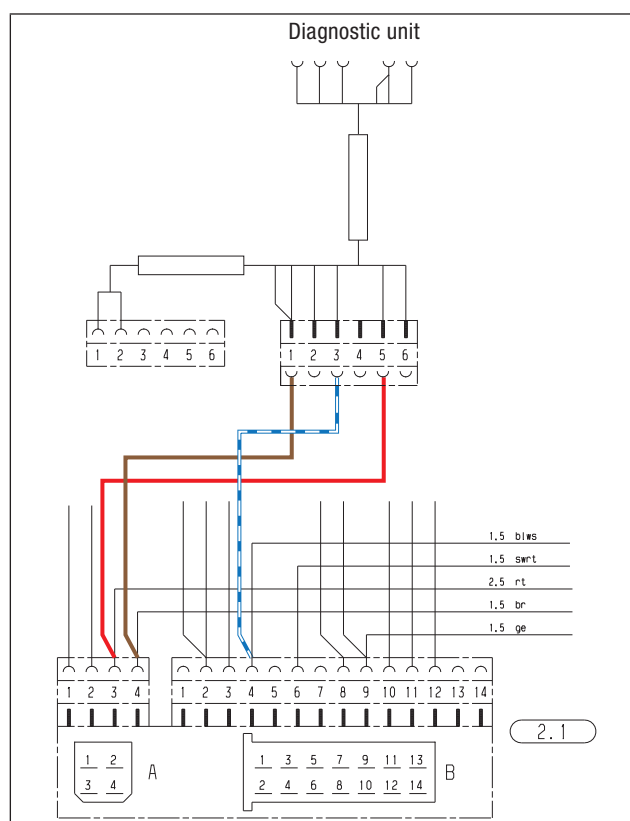 Diagnostic unit
1 2 3 4 5 6
1 2 3 4 5 6
1.5 blws
1.5 swrt
2.5 rt
1.5 br
1.5 ge
1 2 3 4
1 2 3 4 5 6 7 8 9 10 11 12 13 14
2.1
1 2
3 4
A
1 3 5 7 9 11 13
2 4 6 8 10 12 14
B